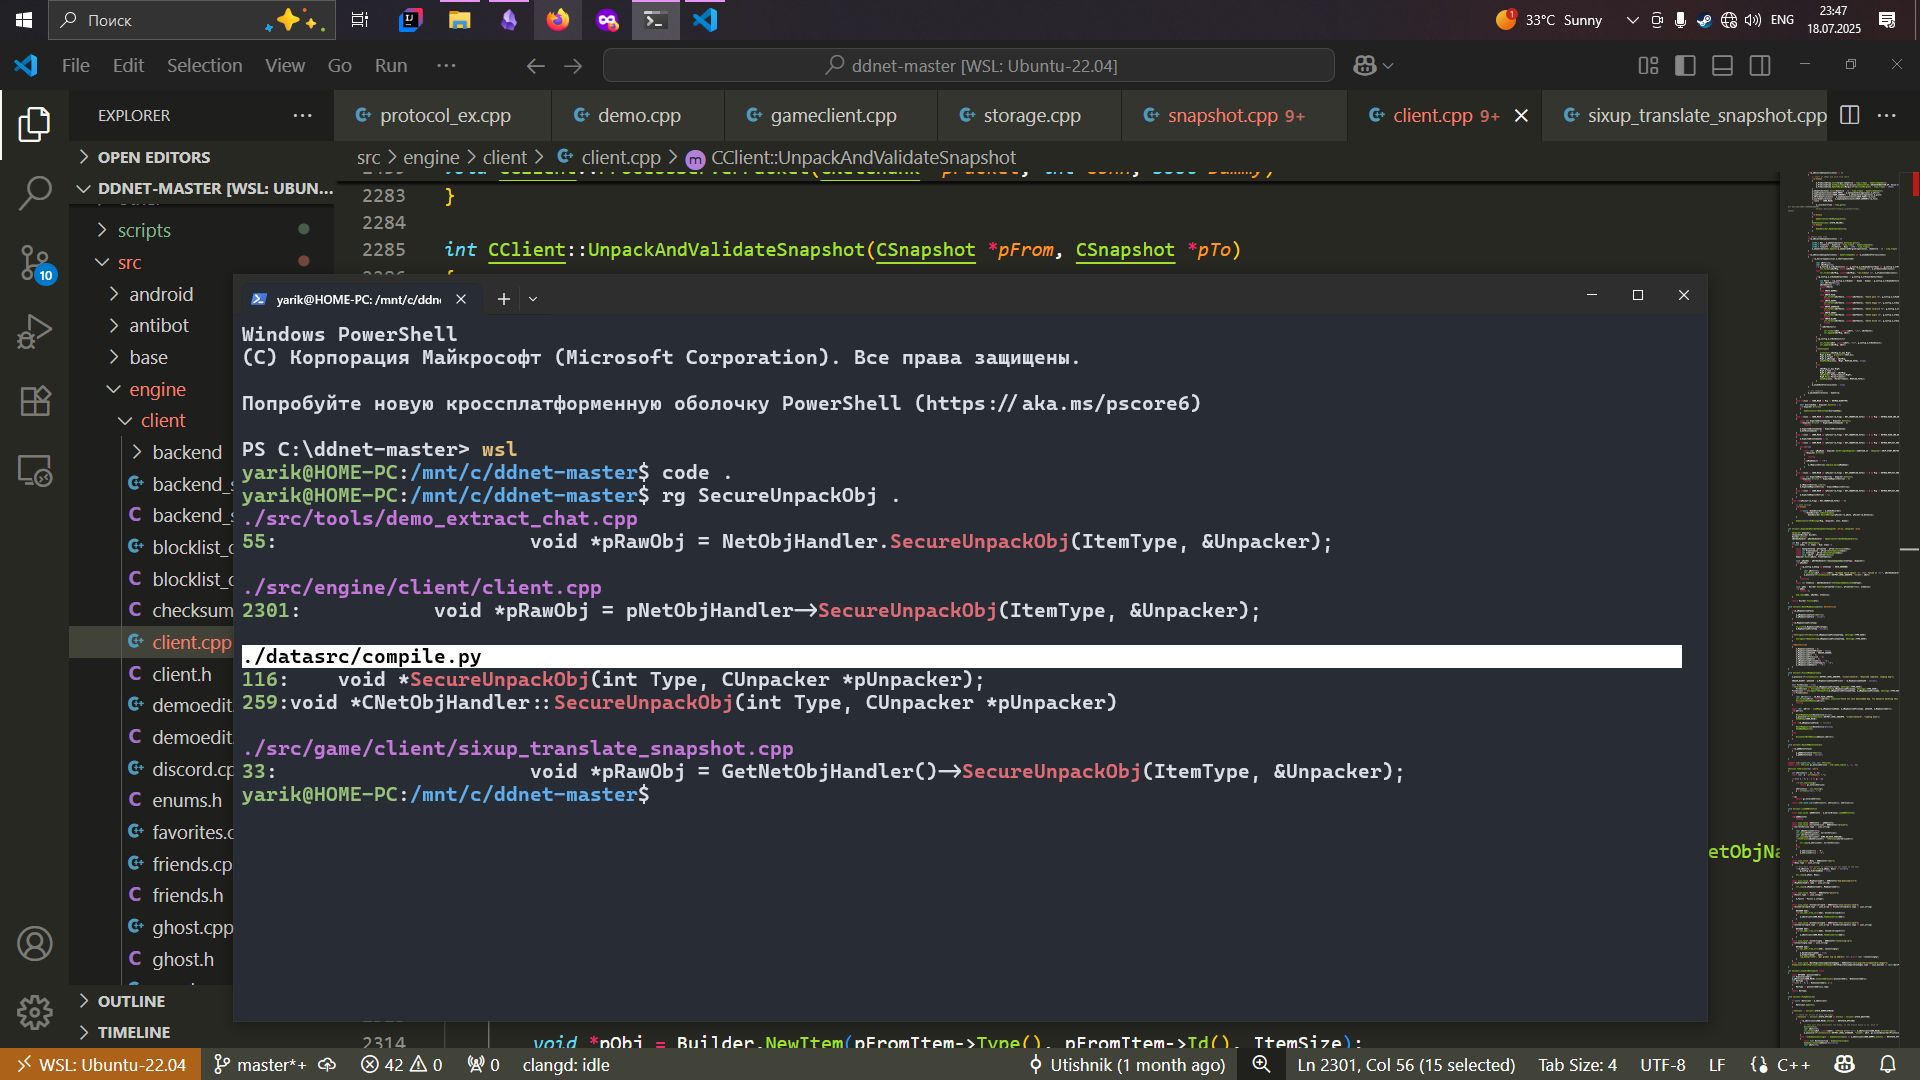 Поиск
33°C Sunny
ENG
23:47
18.07.2025
File Edit Selection View Go Run ···
ddnet-master [WSL: Ubuntu-22.04]
EXPLORER
protocol_ex.cpp
demo.cpp
gameclient.cpp
storage.cpp
snapshot.cpp 9+
client.cpp 9+
sixup_translate_snapshot.cpp
OPEN EDITORS
src > engine > client > client.cpp > CClient::UnpackAndValidateSnapshot
DDNET-MASTER [WSL: UBUN...
2283 }
2284
2285 int CClient::UnpackAndValidateSnapshot(CSnapshot *pFrom, CSnapshot *pTo)
scripts
src
10
android
antibot
base
engine
client
backend
checksum
client.cpp
client.h
demoedit
demoedit.
discord.cp
enums.h
favorites.c
friends.cp
friends.h
ghost.cpp
ghost.h
OUTLINE
TIMELINE
yarik@HOME-PC: /mnt/c/ddn
Windows PowerShell
(C) Корпорация Майкрософт (Microsoft Corporation). Все права защищены.
Попробуйте новую кроссплатформенную оболочку PowerShell (https://aka.ms/pscore6)
PS C:\ddnet-master> wsl
yarik@HOME-PC:/mnt/c/ddnet-master$ code .
yarik@HOME-PC:/mnt/c/ddnet-master$ rg SecureUnpackObj .
./src/tools/demo_extract_chat.cpp
55: void *pRawObj = NetObjHandler.SecureUnpackObj(ItemType, &Unpacker);
./src/engine/client/client.cpp
2301: void *pRawObj = pNetObjHandler->SecureUnpackObj(ItemType, &Unpacker);
./datasrc/compile.py
116: void *SecureUnpackObj(int Type, CUnpacker *pUnpacker);
259:void *CNetObjHandler::SecureUnpackObj(int Type, CUnpacker *pUnpacker)
./src/game/client/sixup_translate_snapshot.cpp
33: void *pRawObj = GetNetObjHandler()->SecureUnpackObj(ItemType, &Unpacker);
yarik@HOME-PC:/mnt/c/ddnet-master$
etObjNa
2314 void *pObj = Builder.NewItem(pFromItem->Type(), pFromItem->Id(), ItemSize);
WSL: Ubuntu-22.04
master*+
42 0
0
clangd: idle
Utishnik (1 month ago)
Ln 2301, Col 56 (15 selected)
Tab Size: 4
UTF-8
LF
{} C++